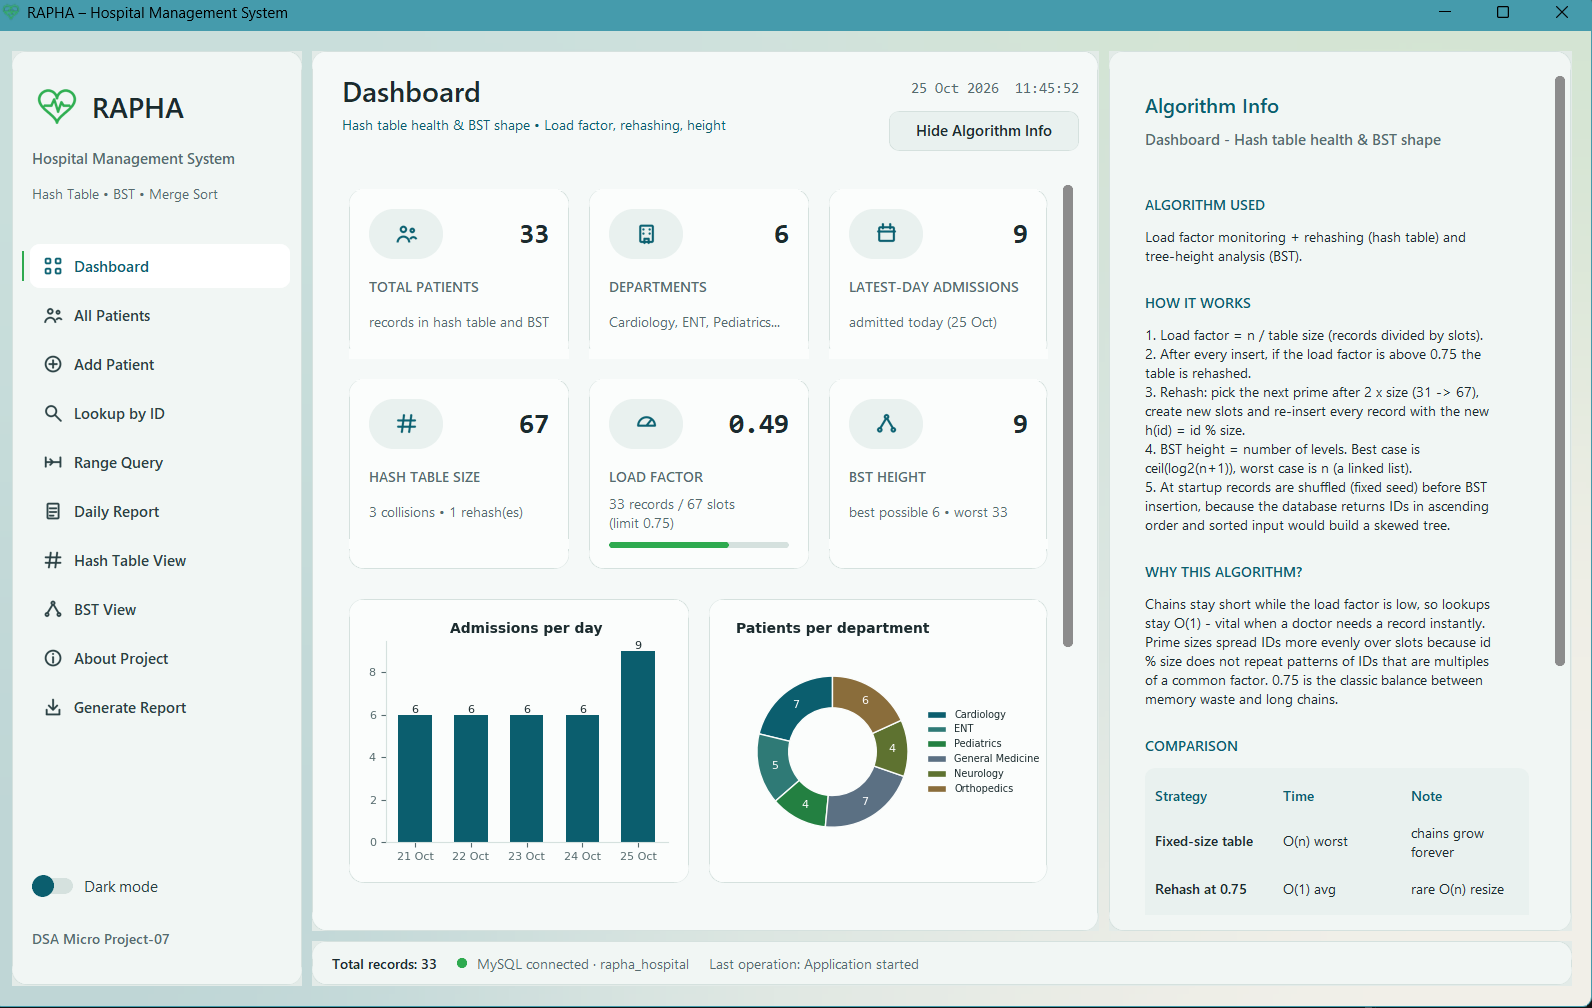 RAPHA – Hospital Management System
RAPHA
Hospital Management System
Hash Table • BST • Merge Sort
Dashboard
All Patients
Add Patient
Lookup by ID
Range Query
Daily Report
Hash Table View
BST View
About Project
Generate Report
Dark mode
DSA Micro Project-07
Dashboard
Hash table health & BST shape • Load factor, rehashing, height
25 Oct 2026 11:45:52
Hide Algorithm Info
33
TOTAL PATIENTS
records in hash table and BST
6
DEPARTMENTS
Cardiology, ENT, Pediatrics...
9
LATEST-DAY ADMISSIONS
admitted today (25 Oct)
67
HASH TABLE SIZE
3 collisions • 1 rehash(es)
0.49
LOAD FACTOR
33 records / 67 slots
(limit 0.75)
9
BST HEIGHT
best possible 6 • worst 33
Admissions per day
8
6
4
2
0
6
6
6
6
9
21 Oct
22 Oct
23 Oct
24 Oct
25 Oct
Patients per department
7
6
5
4
4
7
Cardiology
ENT
Pediatrics
General Medicine
Neurology
Orthopedics
Algorithm Info
Dashboard - Hash table health & BST shape
ALGORITHM USED
Load factor monitoring + rehashing (hash table) and
tree-height analysis (BST).
HOW IT WORKS
1. Load factor = n / table size (records divided by slots).
2. After every insert, if the load factor is above 0.75 the
table is rehashed.
3. Rehash: pick the next prime after 2 x size (31 -> 67),
create new slots and re-insert every record with the new
h(id) = id % size.
4. BST height = number of levels. Best case is
ceil(log2(n+1)), worst case is n (a linked list).
5. At startup records are shuffled (fixed seed) before BST
insertion, because the database returns IDs in ascending
order and sorted input would build a skewed tree.
WHY THIS ALGORITHM?
Chains stay short while the load factor is low, so lookups
stay O(1) - vital when a doctor needs a record instantly.
Prime sizes spread IDs more evenly over slots because id
% size does not repeat patterns of IDs that are multiples
of a common factor. 0.75 is the classic balance between
memory waste and long chains.
COMPARISON
Strategy Time Note
Fixed-size table O(n) worst chains grow
forever
Rehash at 0.75 O(1) avg rare O(n) resize
Total records: 33 MySQL connected · rapha_hospital Last operation: Application started